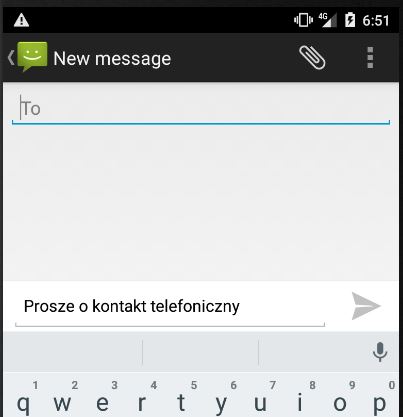 4G 6:51
New message
To
Prosze o kontakt telefoniczny
1 2 3 4 5 6 7 8 9 0
q w e r t y u i o p